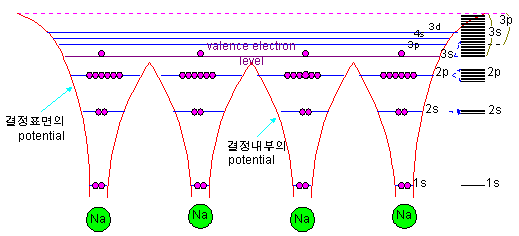 3d
4s
3p
3p
3s
valence electron
3s
level
2p
2p
결정표면의
potential
2s
2s
결정내부의
potential
1s
1s
Na
Na
Na
Na